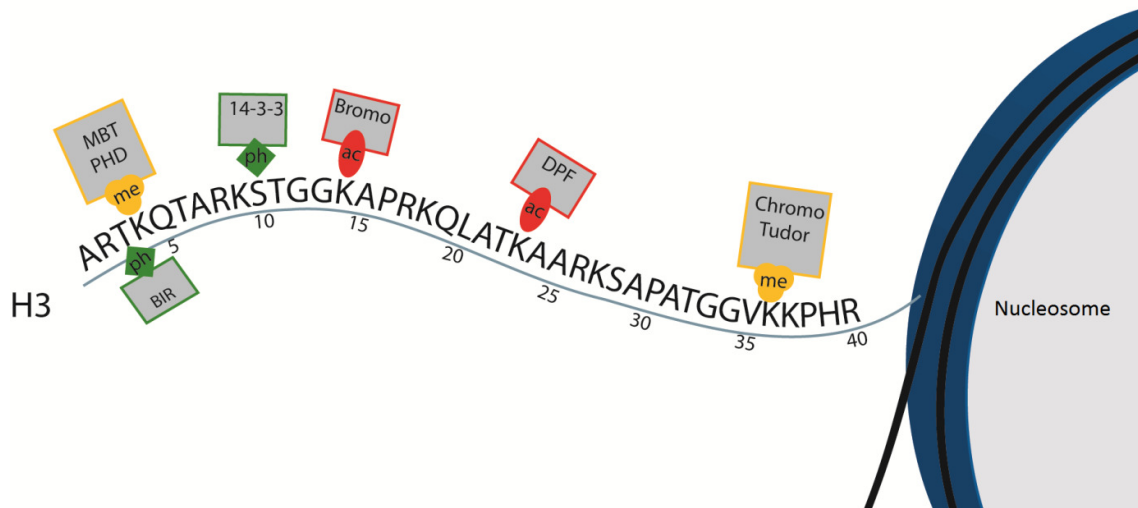 MBT
PHD
me
14-3-3
ph
Bromo
ac
DPF
ac
Chromo
Tudor
me
ARTKQTARKSTGGKAPRKQLATKAARKSAPATGGVKKPHR
5
10
15
20
25
30
35
40
ph
BIR
H3
Nucleosome